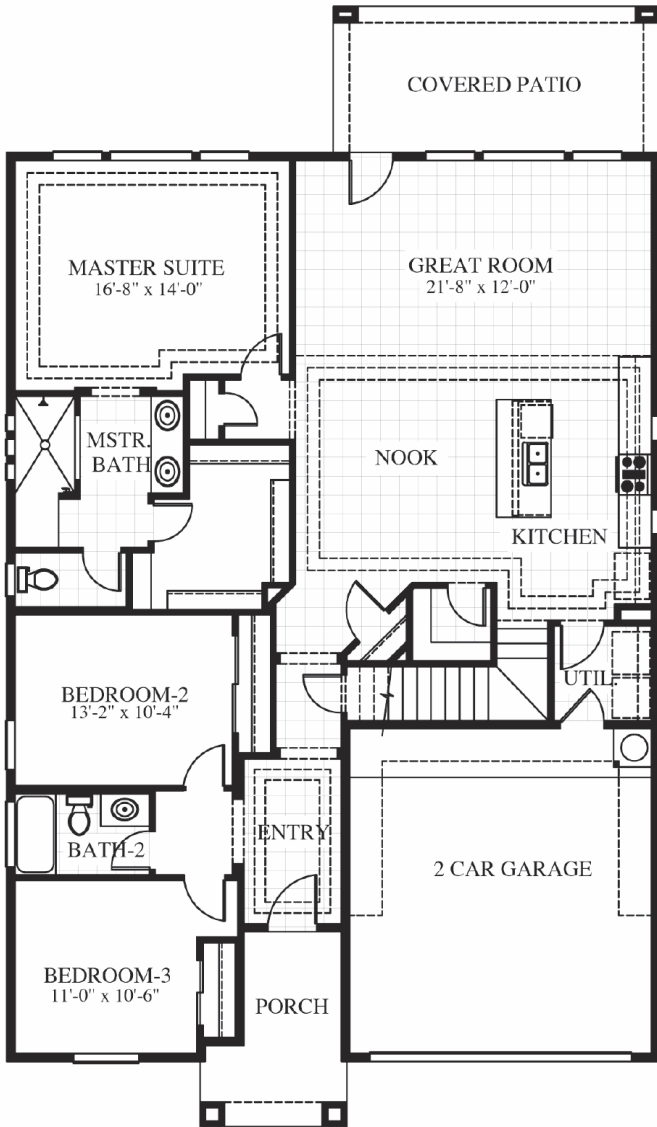 COVERED PATIO
MASTER SUITE
16'-8" x 14'-0"
GREAT ROOM
21'-8" x 12'-0"
MSTR.
BATH
NOOK
KITCHEN
BEDROOM-2
13'-2" x 10'-4"
UTIL.
ENTRY
BATH-2
2 CAR GARAGE
BEDROOM-3
11'-0" x 10'-6"
PORCH